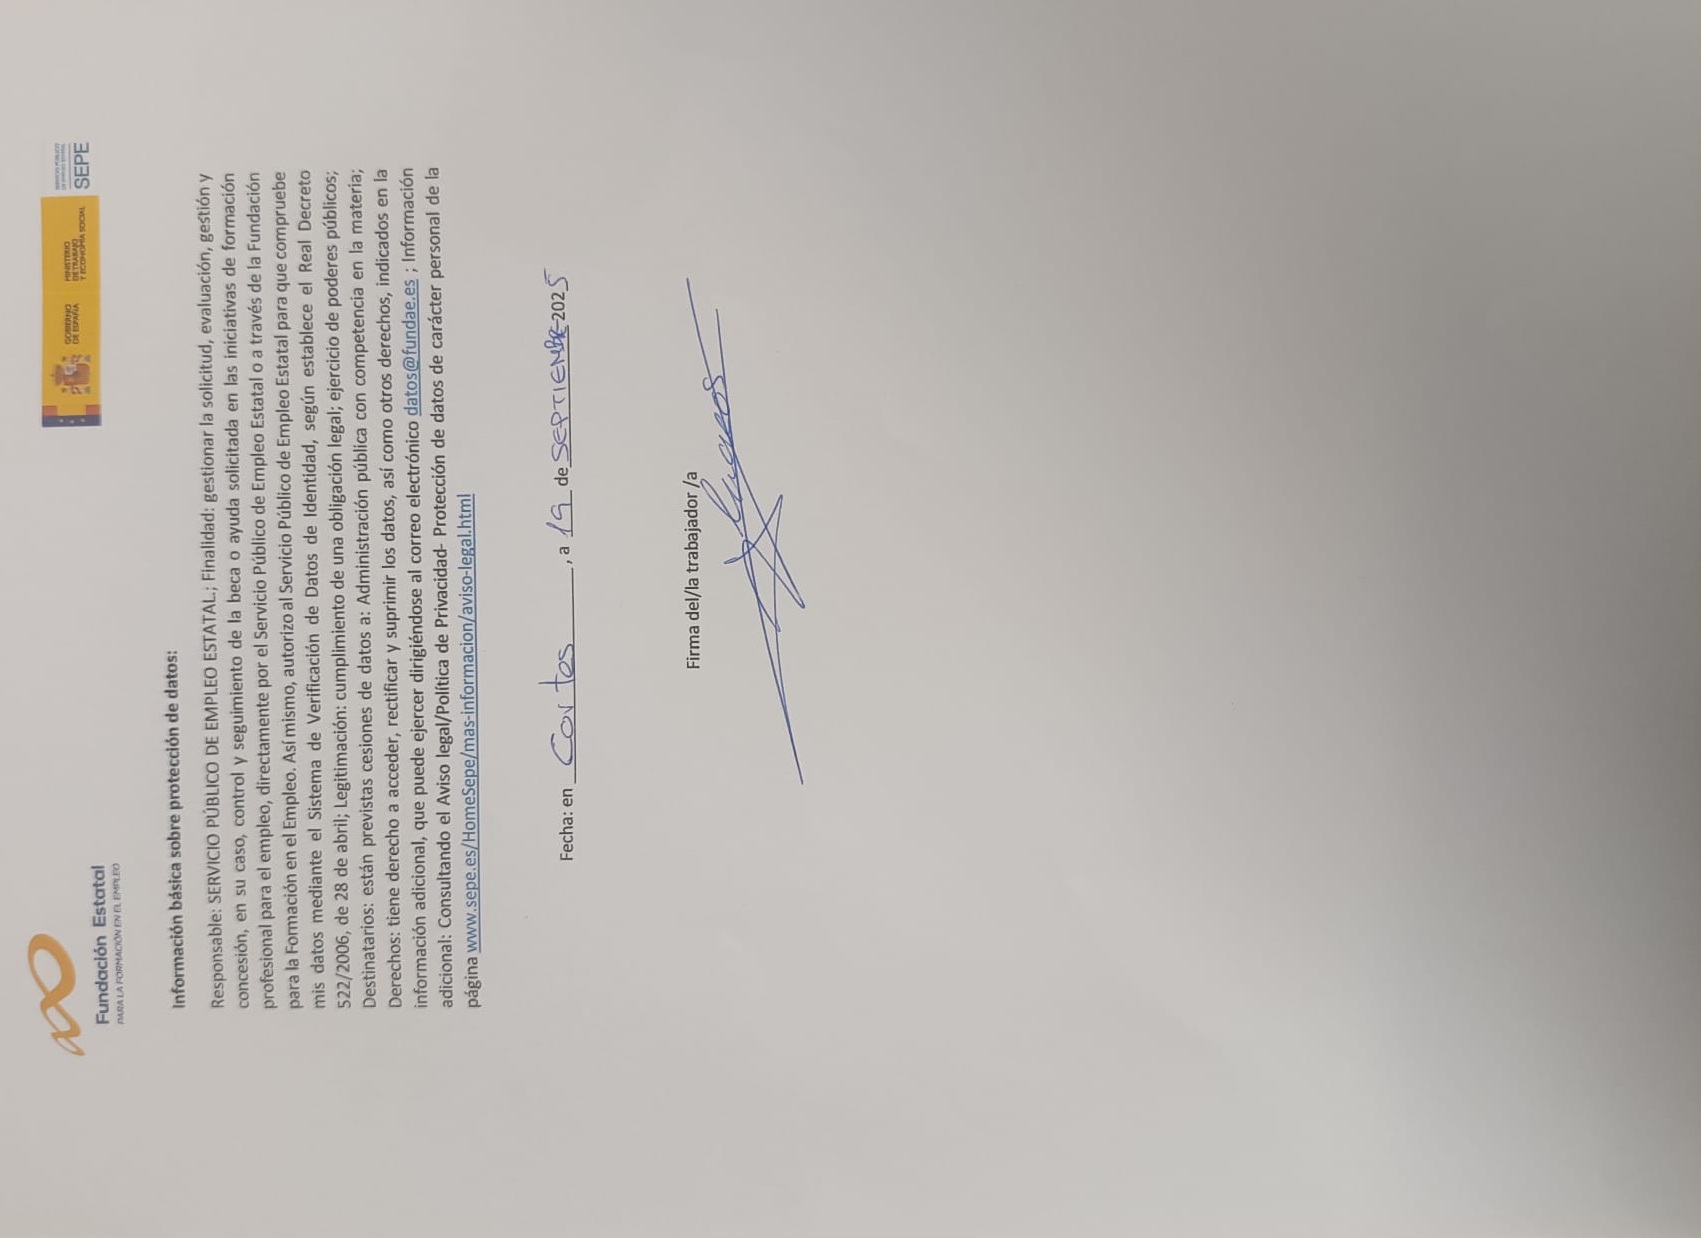 Fundación Estatal
PARA LA FORMACIÓN EN EL EMPLEO
GOBIERNO
DE ESPAÑA
MINISTERIO
DE TRABAJO
Y ECONOMÍA SOCIAL
SERVICIO PÚBLICO
DE EMPLEO ESTATAL
SEPE
Información básica sobre protección de datos:
Responsable: SERVICIO PÚBLICO DE EMPLEO ESTATAL; Finalidad: gestionar la solicitud, evaluación, gestión y
concesión, en su caso, control y seguimiento de la beca o ayuda solicitada en las iniciativas de formación
profesional para el empleo, directamente por el Servicio Público de Empleo Estatal o a través de la Fundación
para la Formación en el Empleo. Así mismo, autorizo al Servicio Público de Empleo Estatal para que compruebe
mis datos mediante el Sistema de Verificación de Datos de Identidad, según establece el Real Decreto
522/2006, de 28 de abril; Legitimación: cumplimiento de una obligación legal; ejercicio de poderes públicos;
Destinatarios: están previstas cesiones de datos a: Administración pública con competencia en la materia;
Derechos: tiene derecho a acceder, rectificar y suprimir los datos, así como otros derechos, indicados en la
información adicional, que puede ejercer dirigiéndose al correo electrónico datos@fundae.es ; Información
adicional: Consultando el Aviso legal/Política de Privacidad- Protección de datos de carácter personal de la
página www.sepe.es/HomeSepe/mas-informacion/aviso-legal.html
Fecha: en Cortes, a 19 de SEPTIEMBRE 2025
Firma del/la trabajador /a